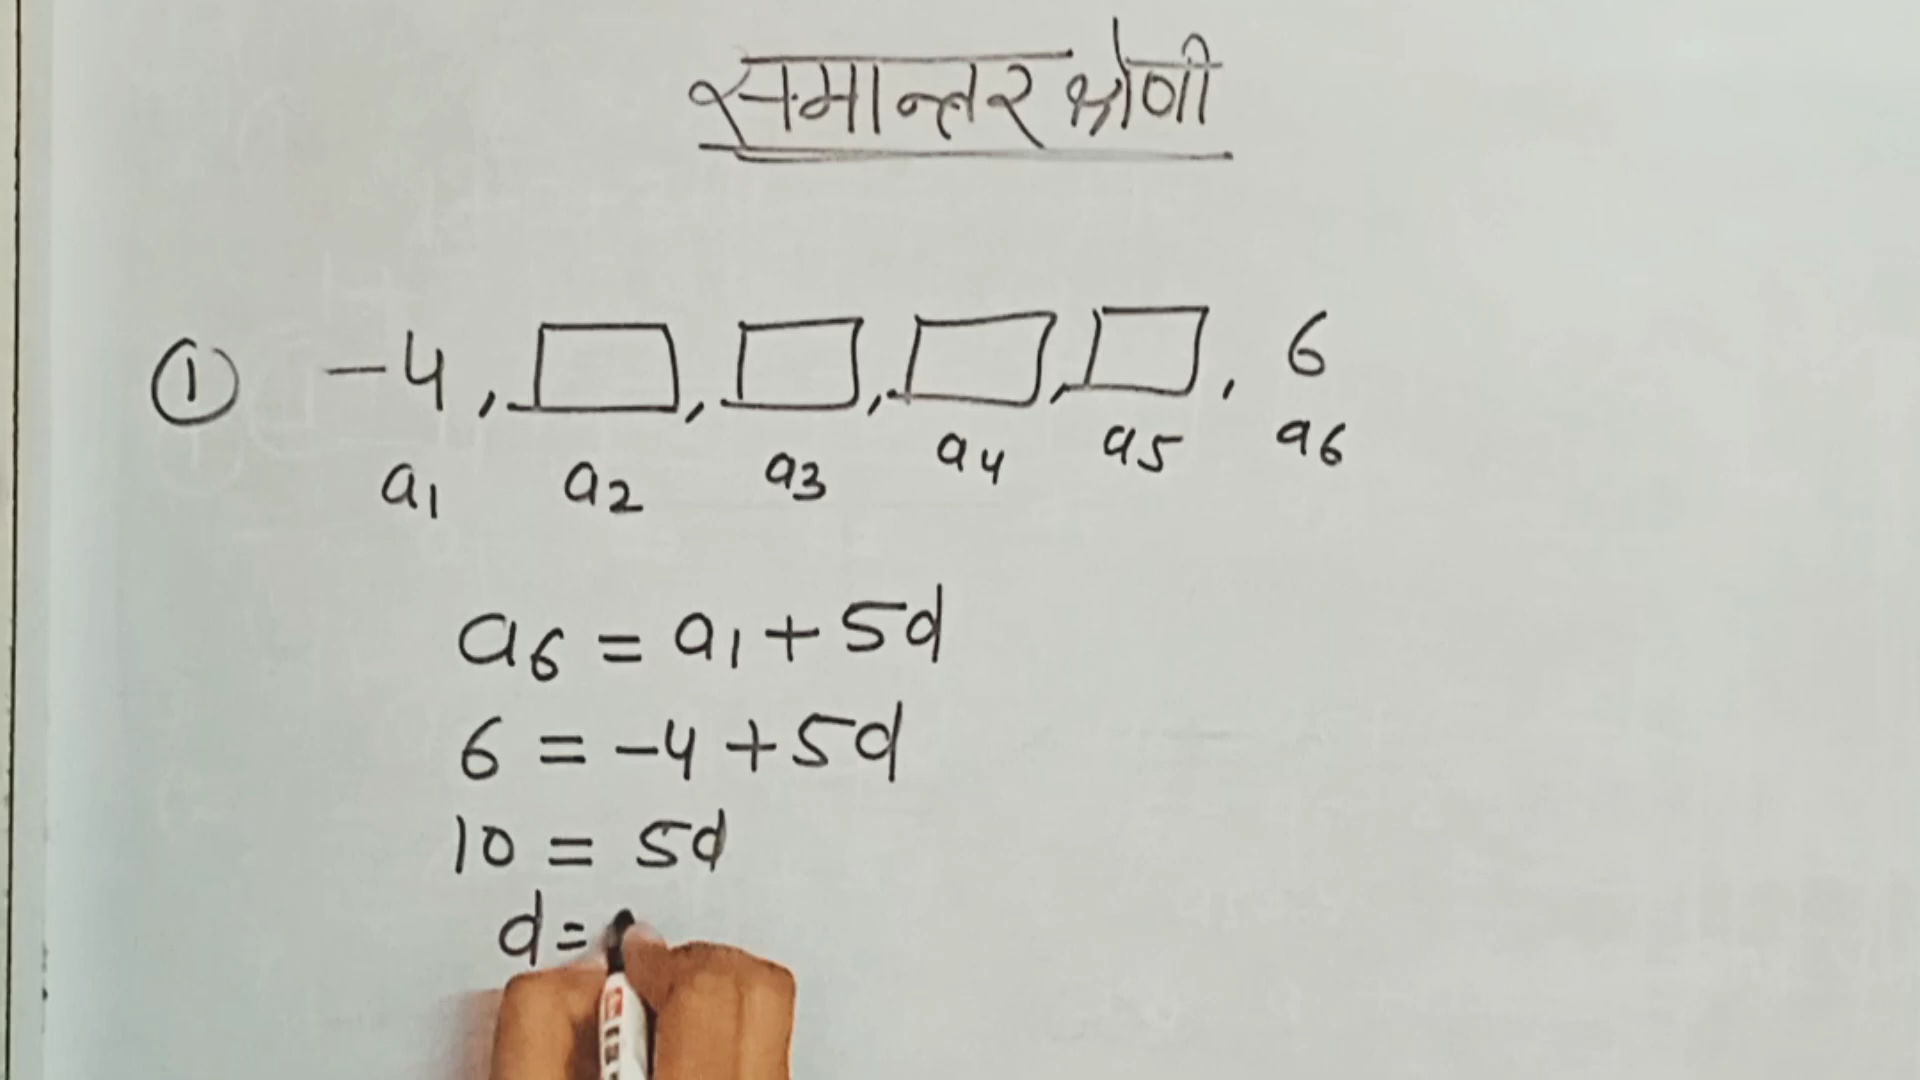 समान्तर श्रेणी
① -4, □, □, □, □, 6
a1 a2 a3 a4 a5 a6
a6 = a1 + 5d
6 = -4 + 5d
10 = 5d
d =